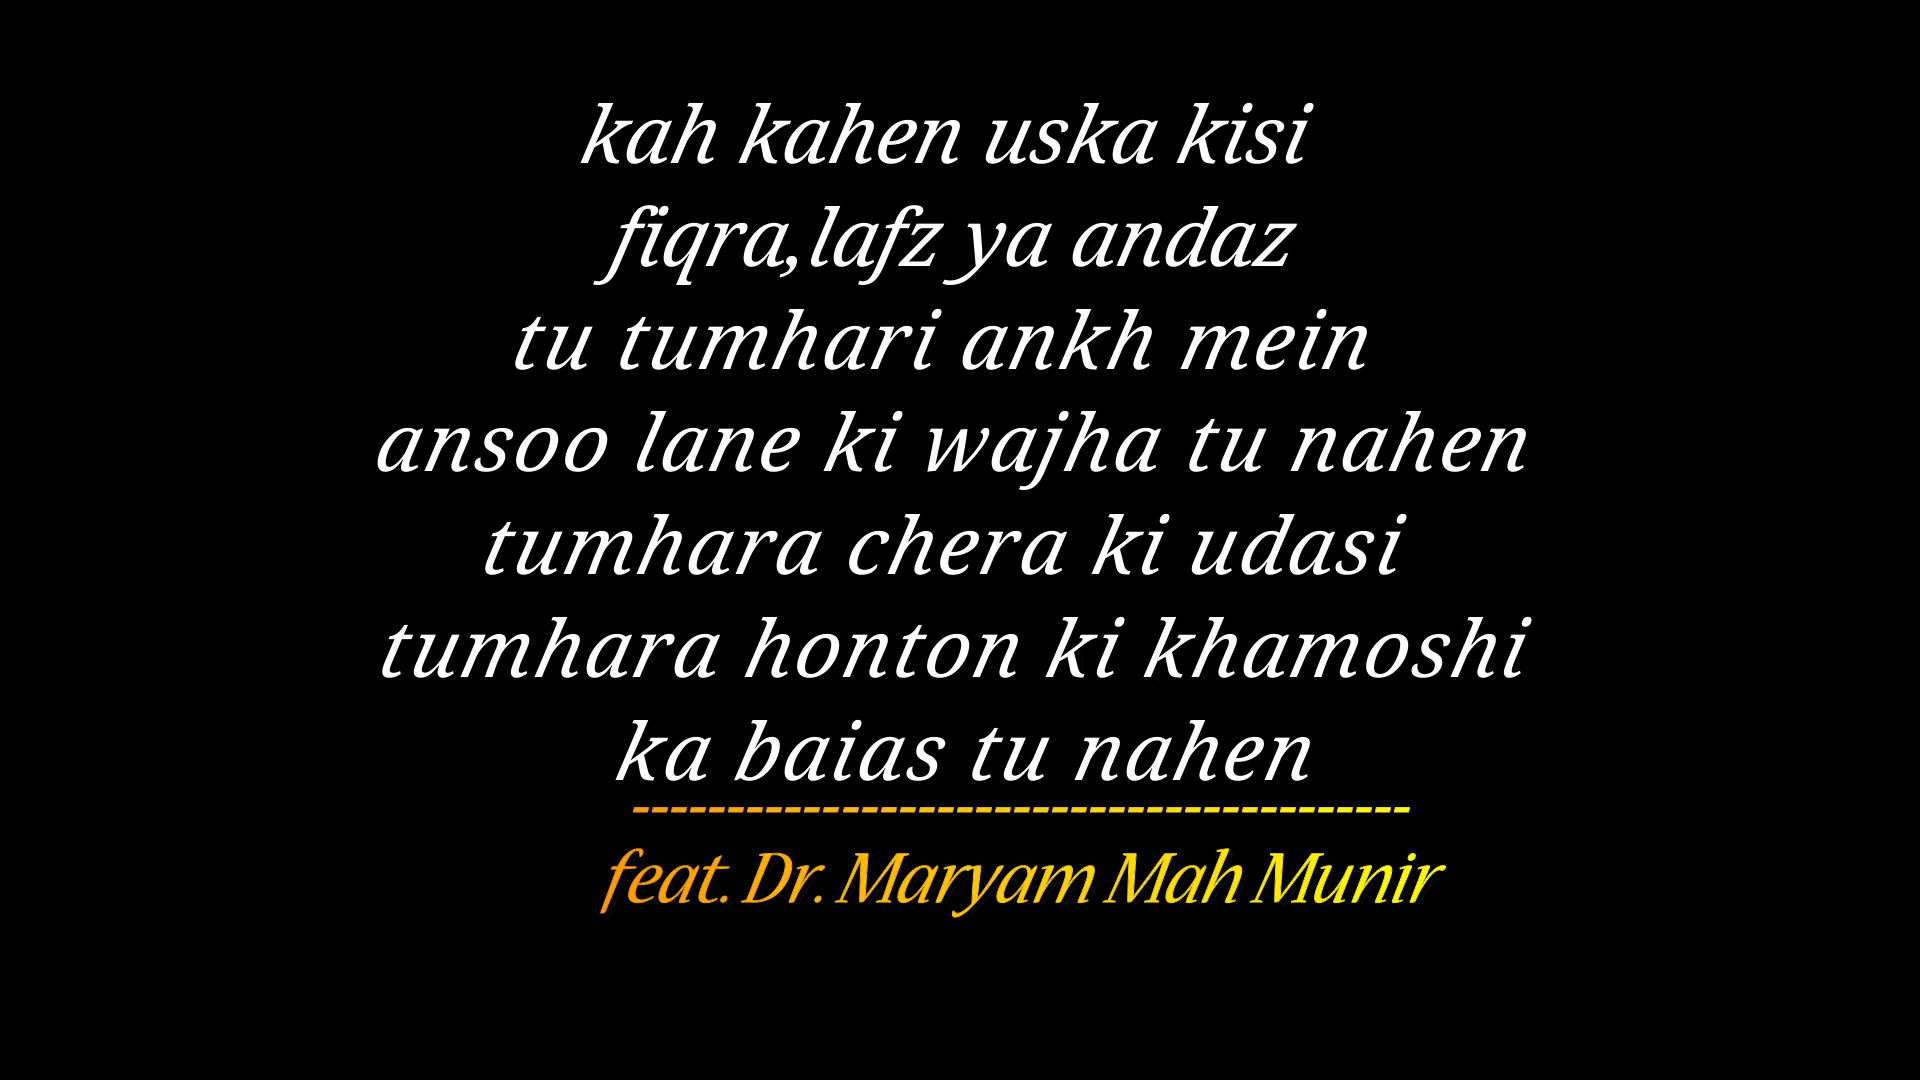 kah kahen uska kisi
fiqra,lafz ya andaz
tu tumhari ankh mein
ansoo lane ki wajha tu nahen
tumhara chera ki udasi
tumhara honton ki khamoshi
ka baias tu nahen
-----------------------------------------
feat. Dr. Maryam Mah Munir